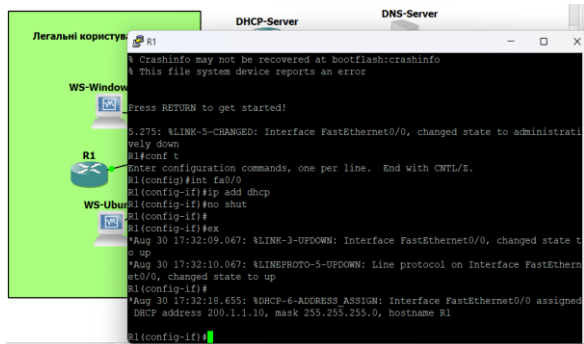 DHCP-Server
DNS-Server
Легальні користув
R1
WS-Window
R1
WS-Ubun
% Crashinfo may not be recovered at bootflash:crashinfo
% This file system device reports an error
Press RETURN to get started!
5.275: %LINK-5-CHANGED: Interface FastEthernet0/0, changed state to administrati
vely down
R1#conf t
Enter configuration commands, one per line.  End with CNTL/Z.
R1(config)#int fa0/0
R1(config-if)#ip add dhcp
R1(config-if)#no shut
R1(config-if)#
R1(config-if)#ex
*Aug 30 17:32:09.067: %LINK-3-UPDOWN: Interface FastEthernet0/0, changed state t
o up
*Aug 30 17:32:10.067: %LINEPROTO-5-UPDOWN: Line protocol on Interface FastEthern
et0/0, changed state to up
R1(config-if)#
*Aug 30 17:32:18.655: %DHCP-6-ADDRESS_ASSIGN: Interface FastEthernet0/0 assigned
 DHCP address 200.1.1.10, mask 255.255.255.0, hostname R1
R1(config-if)#